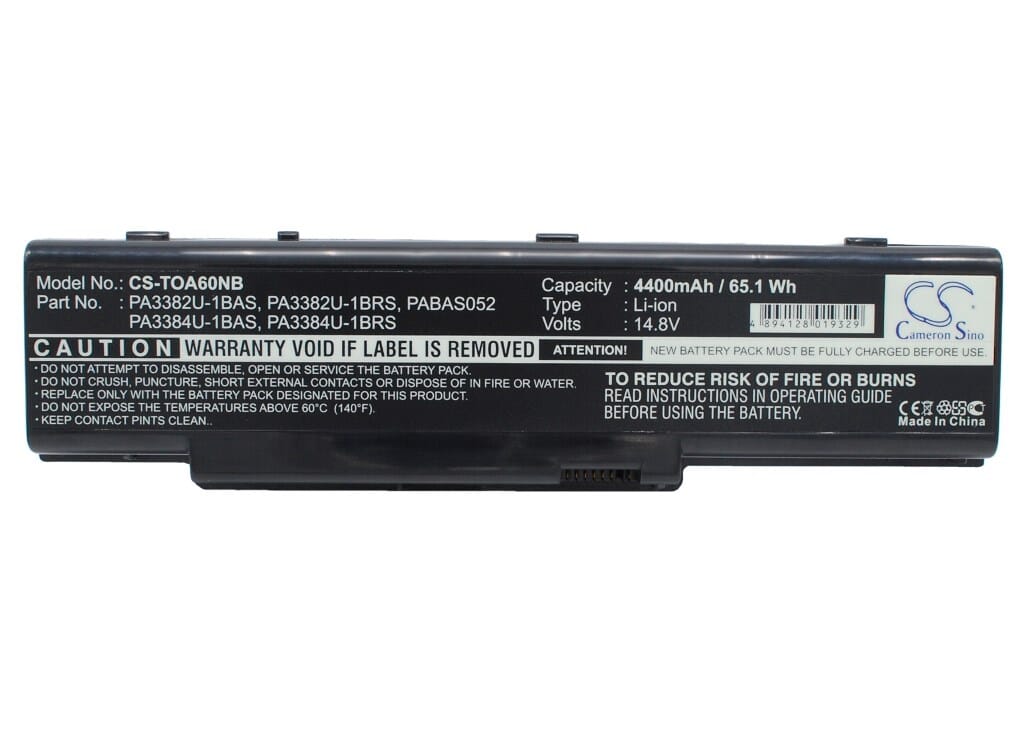 Model No.: CS-TOA60NB
Part No. : PA3382U-1BAS, PA3382U-1BRS, PABAS052
PA3384U-1BAS, PA3384U-1BRS
Capacity : 4400mAh / 65.1 Wh
Type : Li-ion
Volts : 14.8V
4 894128 019329
CS
Cameron Sino
CAUTION WARRANTY VOID IF LABEL IS REMOVED
ATTENTION! NEW BATTERY PACK MUST BE FULLY CHARGED BEFORE USE.
· DO NOT ATTEMPT TO DISASSEMBLE, OPEN OR SERVICE BATTERY PACK.
· DO NOT CRUSH, PUNCTURE, SHORT EXTERNAL CONTACTS OR DISPOSE OF IN FIRE OR WATER.
· REPLACE ONLY WITH THE BATTERY PACK DESIGNATED FOR THIS PRODUCT.
· DO NOT EXPOSE THE TEMPERATURES ABOVE 60°C (140°F).
· KEEP CONTACT PINTS CLEAN..
TO REDUCE RISK OF FIRE OR BURNS
READ INSTRUCTIONS IN OPERATING GUIDE
BEFORE USING THE BATTERY.
CE
Made In China